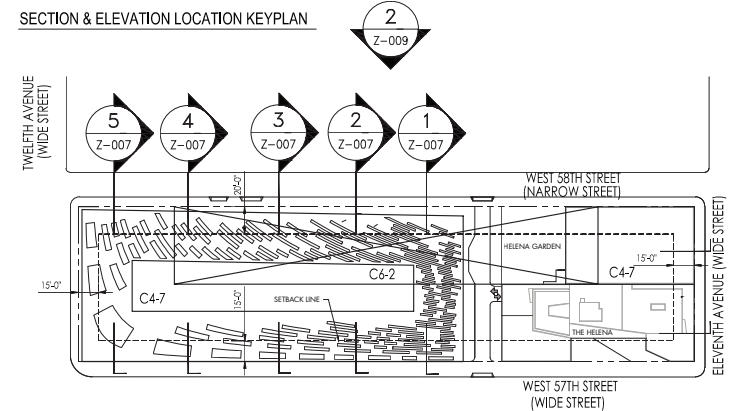 SECTION & ELEVATION LOCATION KEYPLAN
2
Z-009
TWELFTH AVENUE
(WIDE STREET)
5
Z-007
4
Z-007
3
Z-007
2
Z-007
1
Z-007
WEST 58TH STREET
(NARROW STREET)
20'-0"
HELENA GARDEN
15'-0"
C4-7
C6-2
C4-7
15'-0"
15'-0"
SETBACK LINE
THE HELENA
ELEVENTH AVENUE (WIDE STREET)
WEST 57TH STREET
(WIDE STREET)